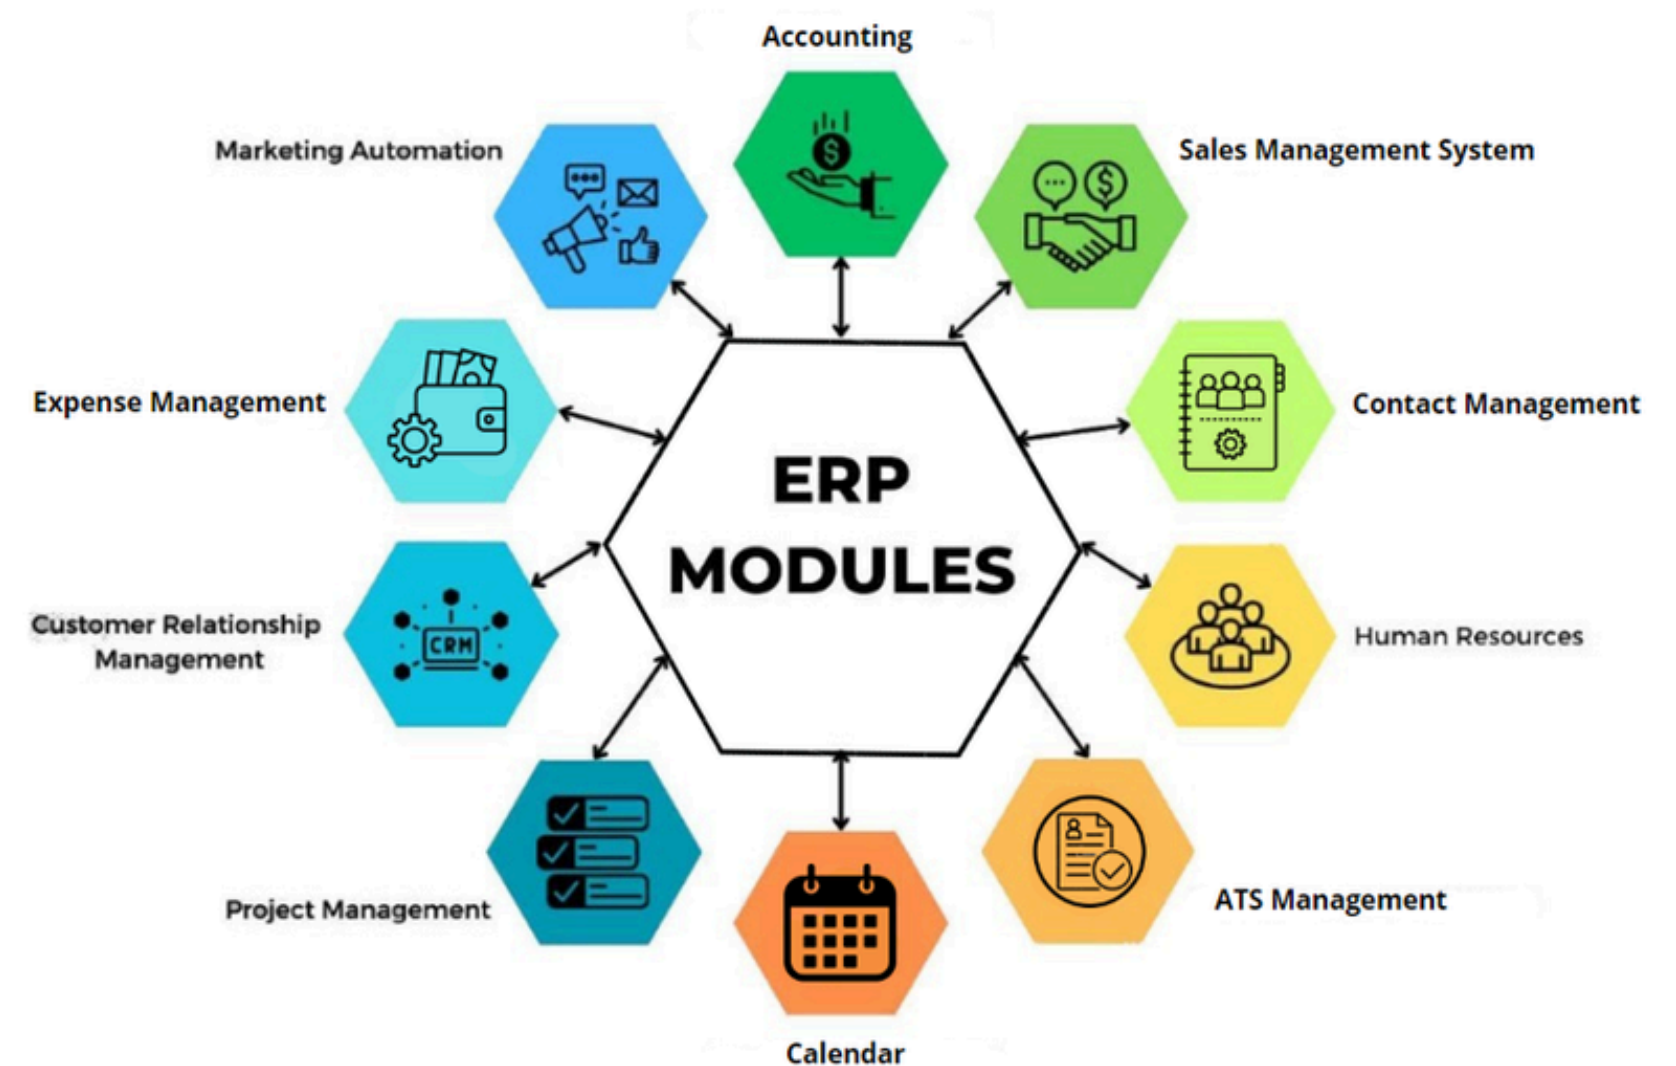 Accounting
Marketing Automation
Sales Management System
Expense Management
Contact Management
ERP
MODULES
Customer Relationship
Management
CRM
Human Resources
Project Management
ATS Management
Calendar
$
$